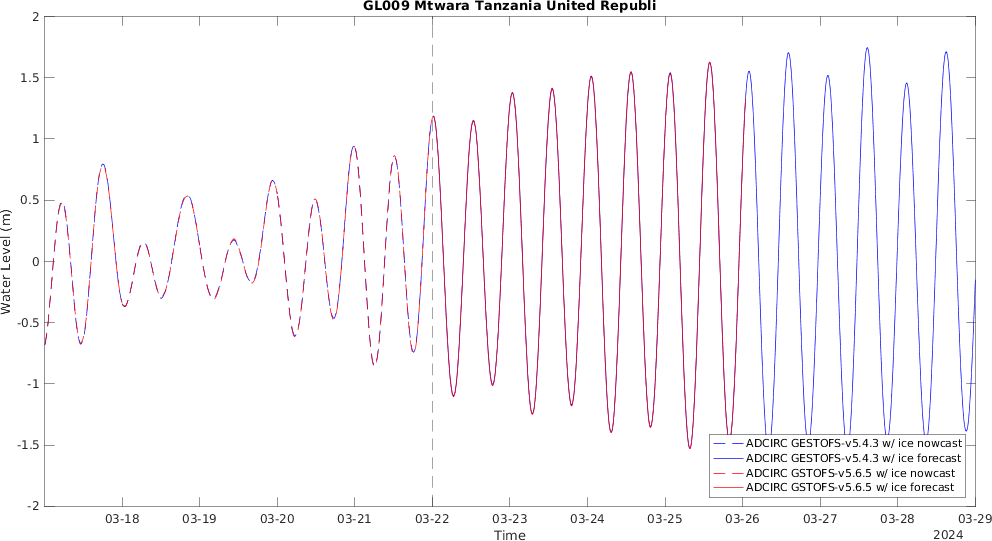 GL009 Mtwara Tanzania United Republi
2
1.5
1
0.5
0
-0.5
-1
-1.5
-2
Water Level (m)
03-18 03-19 03-20 03-21 03-22 03-23 03-24 03-25 03-26 03-27 03-28 03-29
Time
2024
ADCIRC GESTOFS-v5.4.3 w/ ice nowcast
ADCIRC GESTOFS-v5.4.3 w/ ice forecast
ADCIRC GSTOFS-v5.6.5 w/ ice nowcast
ADCIRC GSTOFS-v5.6.5 w/ ice forecast